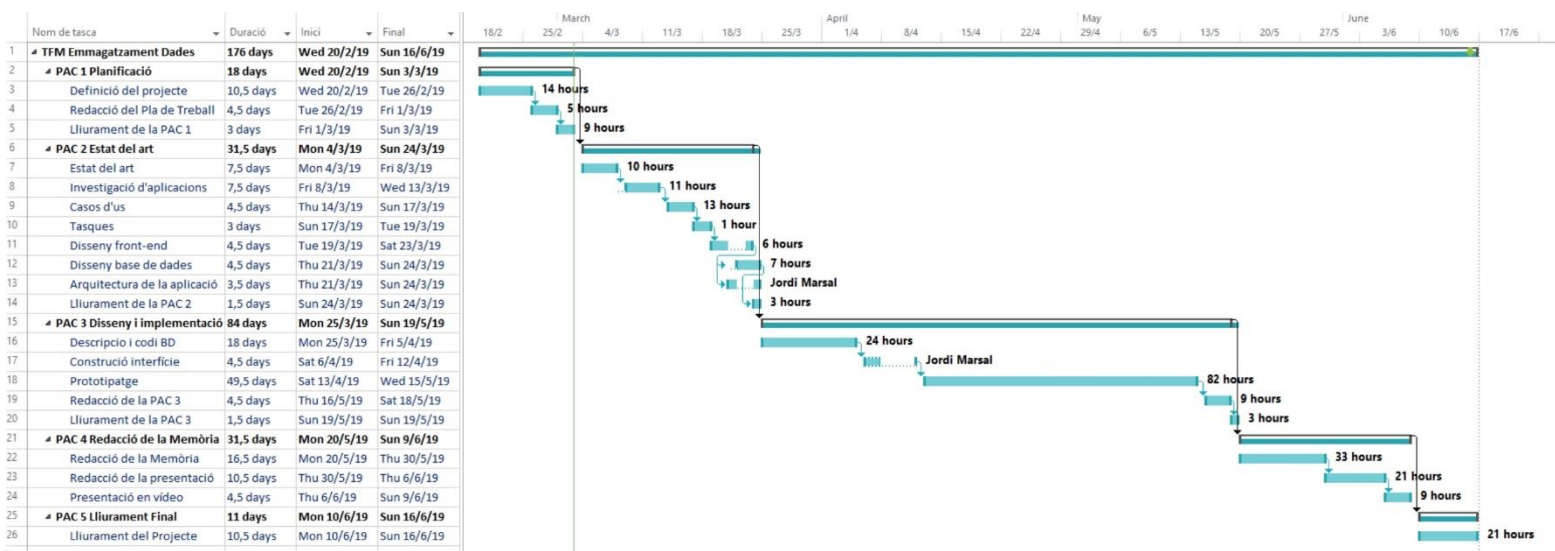 March April May June
Nom de tasca Duració Inici Final 18/2 25/2 4/3 11/3 18/3 25/3 1/4 8/4 15/4 22/4 29/4 6/5 13/5 20/5 27/5 3/6 10/6 17/6
1 TFM Emmagatzament Dades 176 days Wed 20/2/19 Sun 16/6/19
2 PAC 1 Planificació 18 days Wed 20/2/19 Sun 3/3/19
3 Definició del projecte 10,5 days Wed 20/2/19 Tue 26/2/19 14 hours
4 Redacció del Pla de Treball 4,5 days Tue 26/2/19 Fri 1/3/19 5 hours
5 Lliurament de la PAC 1 3 days Fri 1/3/19 Sun 3/3/19 9 hours
6 PAC 2 Estat del art 31,5 days Mon 4/3/19 Sun 24/3/19
7 Estat del art 7,5 days Mon 4/3/19 Fri 8/3/19 10 hours
8 Investigació d'aplicacions 7,5 days Fri 8/3/19 Wed 13/3/19 11 hours
9 Casos d'us 4,5 days Thu 14/3/19 Sun 17/3/19 13 hours
10 Tasques 3 days Sun 17/3/19 Tue 19/3/19 1 hour
11 Disseny front-end 4,5 days Tue 19/3/19 Sat 23/3/19 6 hours
12 Disseny base de dades 4,5 days Thu 21/3/19 Sun 24/3/19 7 hours
13 Arquitectura de la aplicació 3,5 days Thu 21/3/19 Sun 24/3/19 Jordi Marsal
14 Lliurament de la PAC 2 1,5 days Sun 24/3/19 Sun 24/3/19 3 hours
15 PAC 3 Disseny i implementació 84 days Mon 25/3/19 Sun 19/5/19
16 Descripcio i codi BD 18 days Mon 25/3/19 Fri 5/4/19 24 hours
17 Construció interfície 4,5 days Sat 6/4/19 Fri 12/4/19 Jordi Marsal
18 Prototipatge 49,5 days Sat 13/4/19 Wed 15/5/19 82 hours
19 Redacció de la PAC 3 4,5 days Thu 16/5/19 Sat 18/5/19 9 hours
20 Lliurament de la PAC 3 1,5 days Sun 19/5/19 Sun 19/5/19 3 hours
21 PAC 4 Redacció de la Memòria 31,5 days Mon 20/5/19 Sun 9/6/19
22 Redacció de la Memòria 16,5 days Mon 20/5/19 Thu 30/5/19 33 hours
23 Redacció de la presentació 10,5 days Thu 30/5/19 Thu 6/6/19 21 hours
24 Presentació en vídeo 4,5 days Thu 6/6/19 Sun 9/6/19 9 hours
25 PAC 5 Lliurament Final 11 days Mon 10/6/19 Sun 16/6/19
26 Lliurament del Projecte 10,5 days Mon 10/6/19 Sun 16/6/19 21 hours